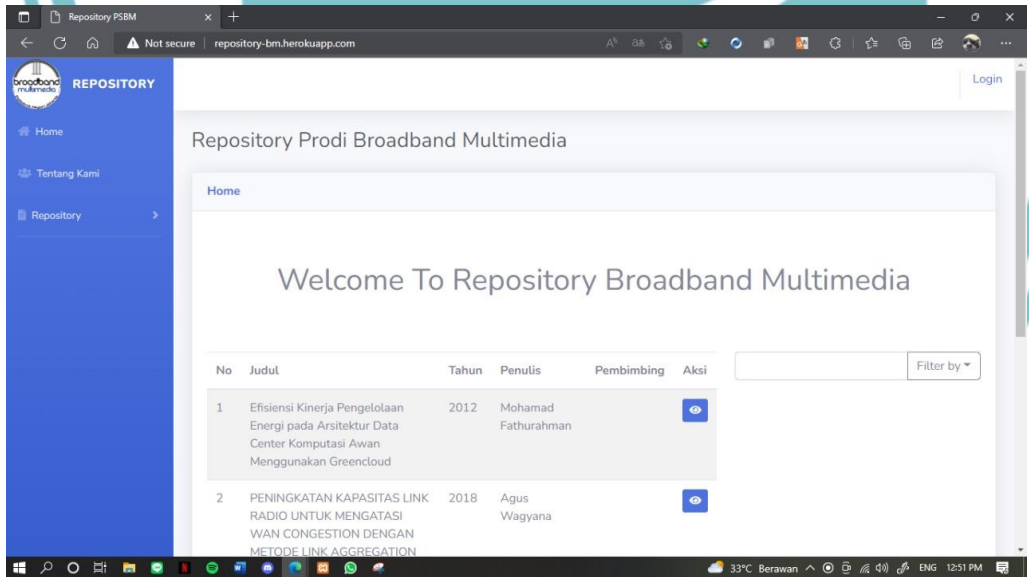 Repository PSBM
Not secure
repository-bm.herokuapp.com
broadband
multimedia
REPOSITORY
Login
Home
Tentang Kami
Repository
Repository Prodi Broadband Multimedia
Home
Welcome To Repository Broadband Multimedia
No Judul Tahun Penulis Pembimbing Aksi
Filter by
1 Efisiensi Kinerja Pengelolaan 2012 Mohamad
Energi pada Arsitektur Data Fathurahman
Center Komputasi Awan
Menggunakan Greencloud
2 PENINGKATAN KAPASITAS LINK 2018 Agus
RADIO UNTUK MENGATASI Wagyana
WAN CONGESTION DENGAN
METODE LINK AGGREGATION
33°C Berawan ENG 12:51 PM